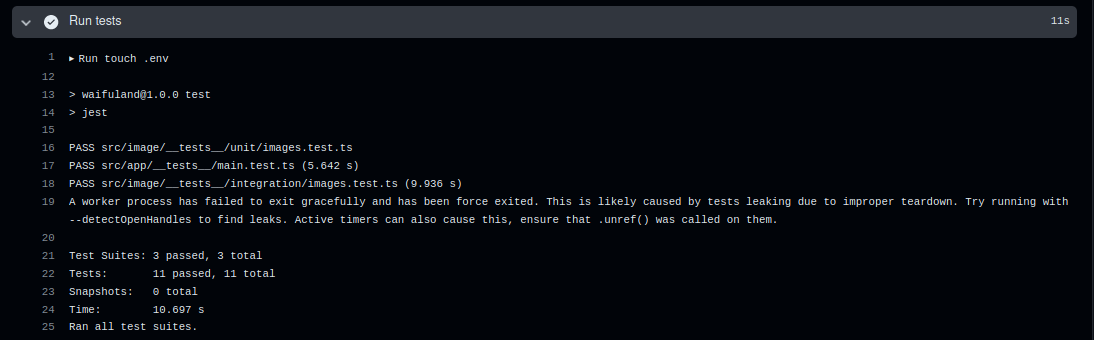 Run tests 11s
1 Run touch .env
12
13 > waifuland@1.0.0 test
14 > jest
15
16 PASS src/image/__tests__/unit/images.test.ts
17 PASS src/app/__tests__/main.test.ts (5.642 s)
18 PASS src/image/__tests__/integration/images.test.ts (9.936 s)
19 A worker process has failed to exit gracefully and has been force exited. This is likely caused by tests leaking due to improper teardown. Try running with
--detectOpenHandles to find leaks. Active timers can also cause this, ensure that .unref() was called on them.
20
21 Test Suites: 3 passed, 3 total
22 Tests:       11 passed, 11 total
23 Snapshots:   0 total
24 Time:        10.697 s
25 Ran all test suites.